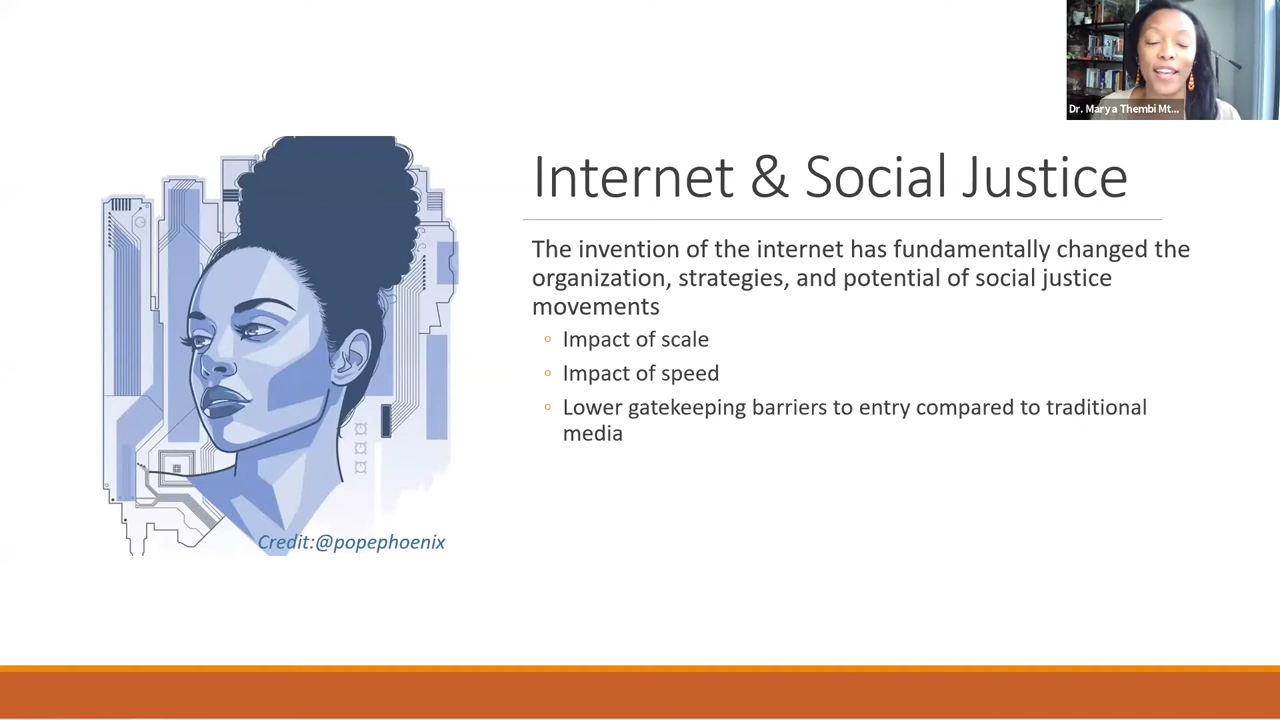 Dr. Marya Thembi Mt...
Internet & Social Justice
The invention of the internet has fundamentally changed the
organization, strategies, and potential of social justice
movements
◦ Impact of scale
◦ Impact of speed
◦ Lower gatekeeping barriers to entry compared to traditional
media
Credit:@popephoenix